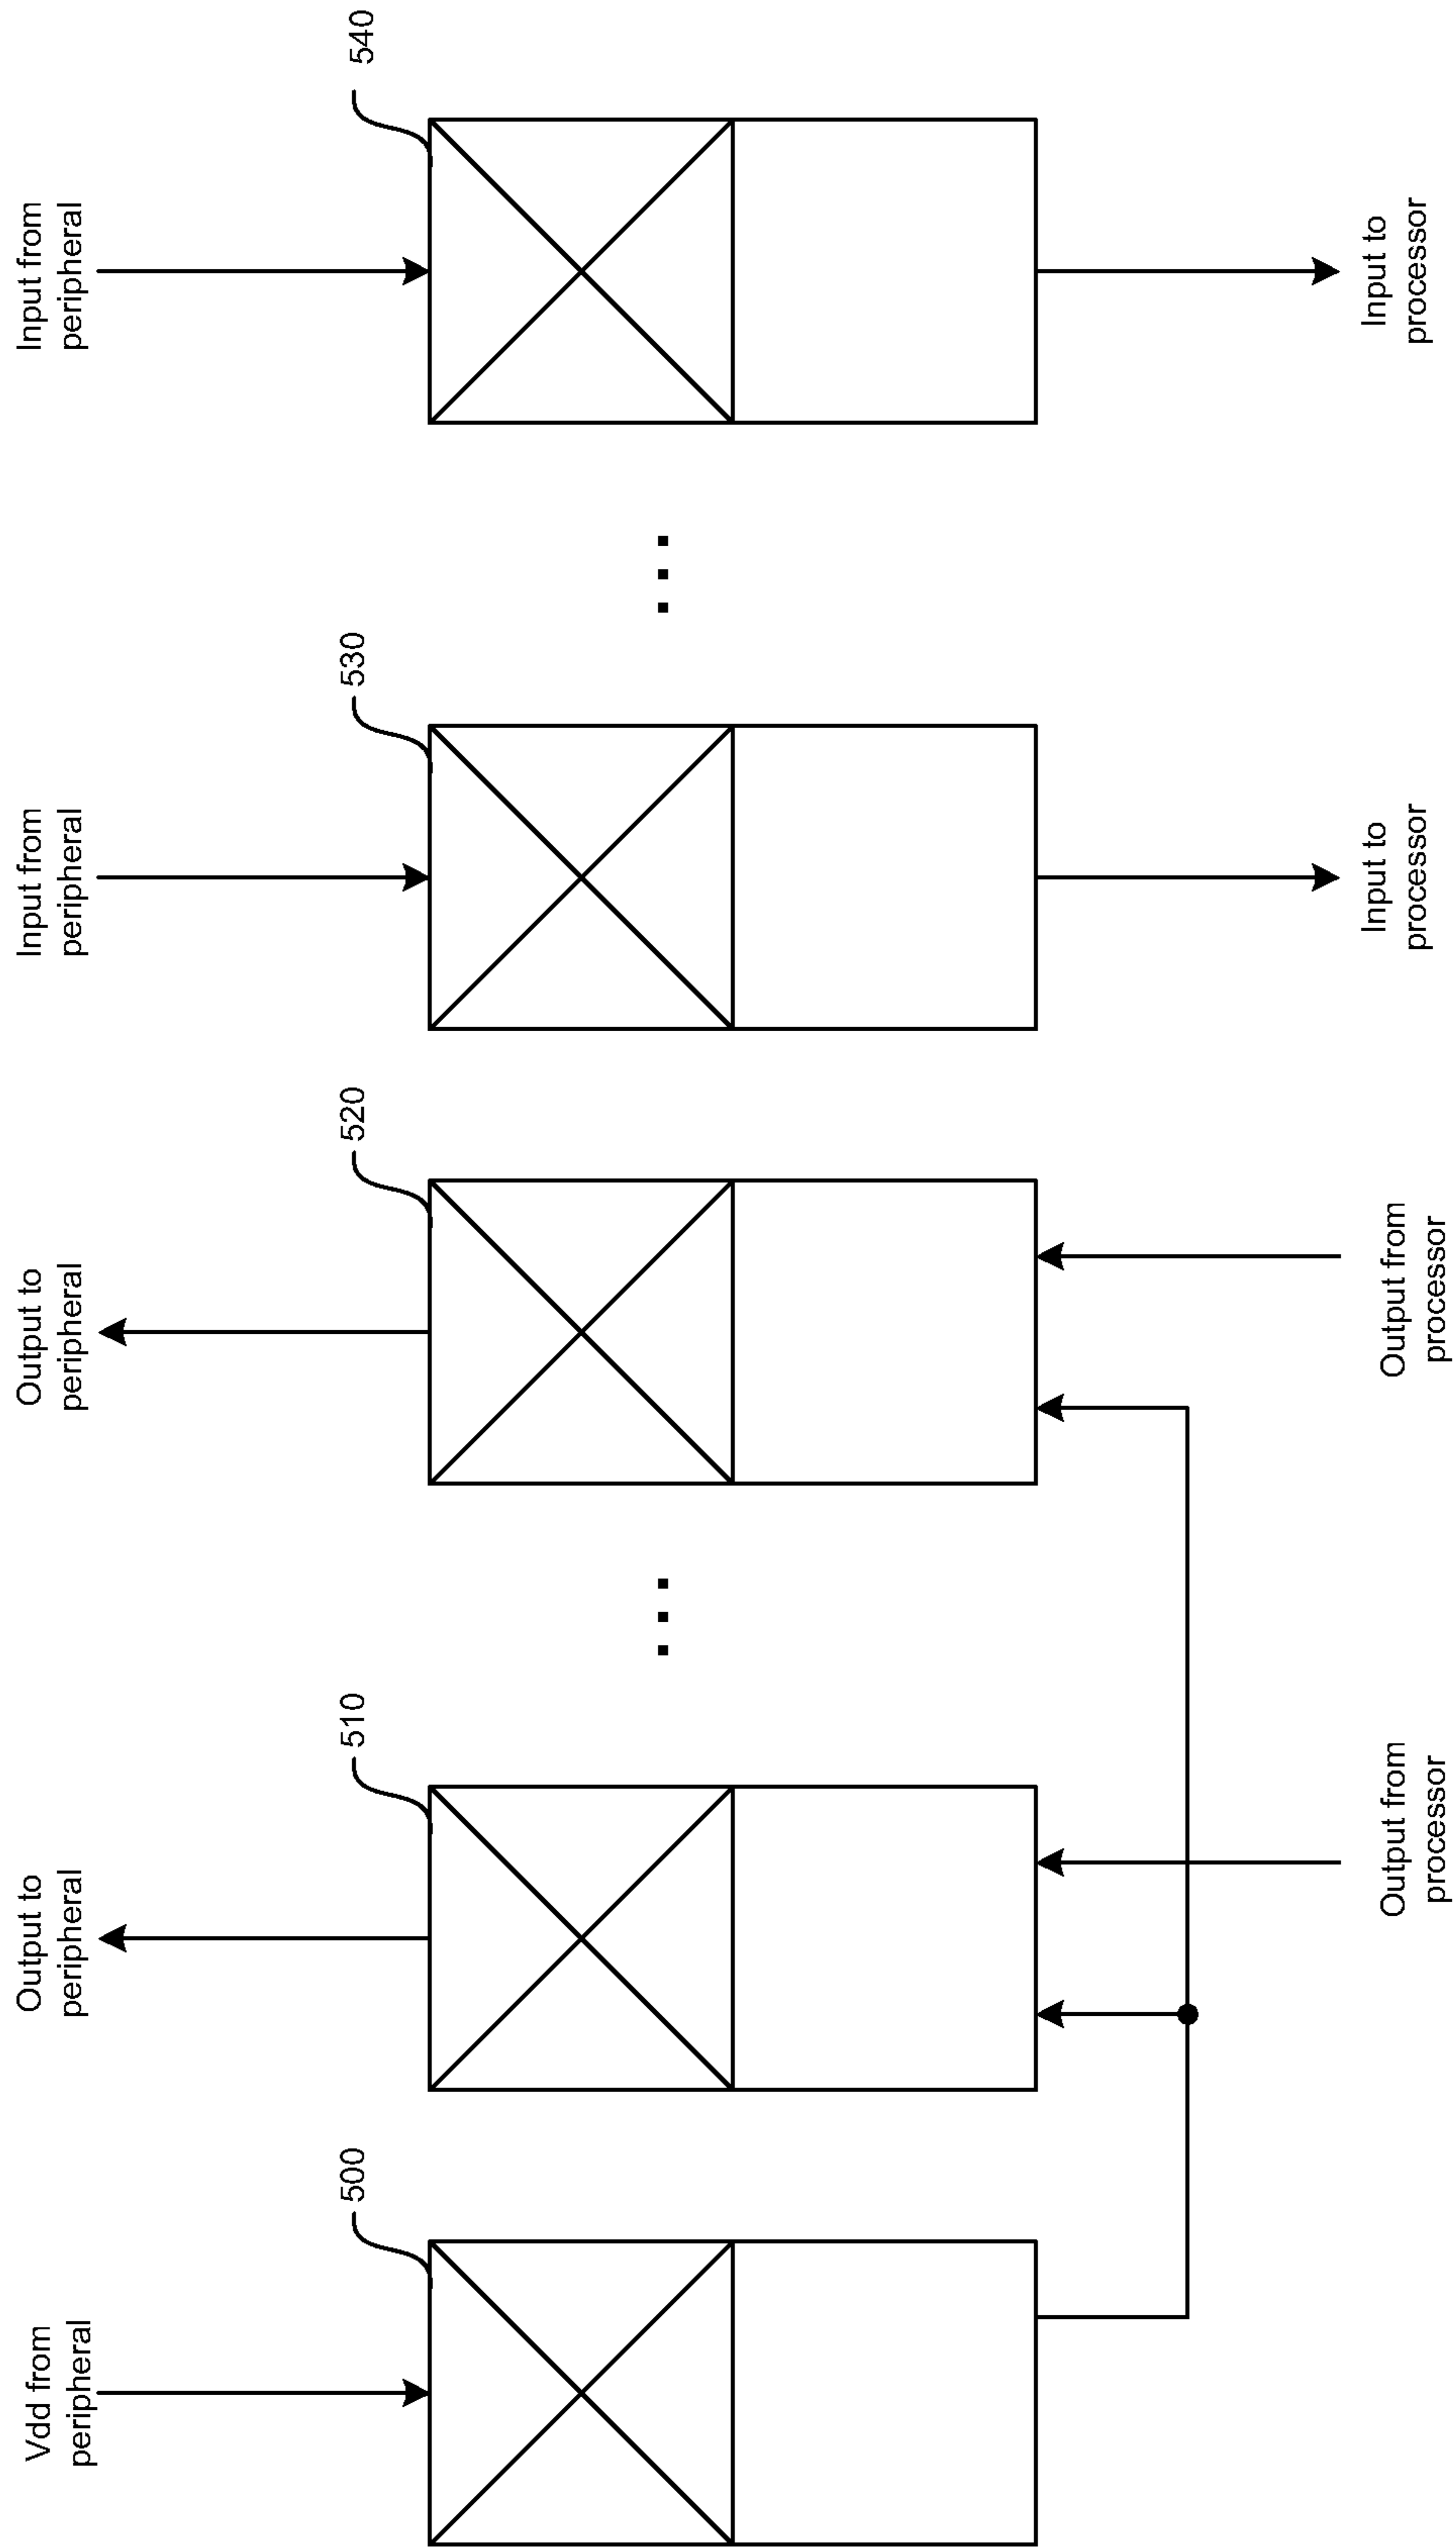 Vdd from
peripheral
Output to
peripheral
Output to
peripheral
Input from
peripheral
Input from
peripheral
500
510
520
530
540
Output from
processor
Output from
processor
Input to
processor
Input to
processor